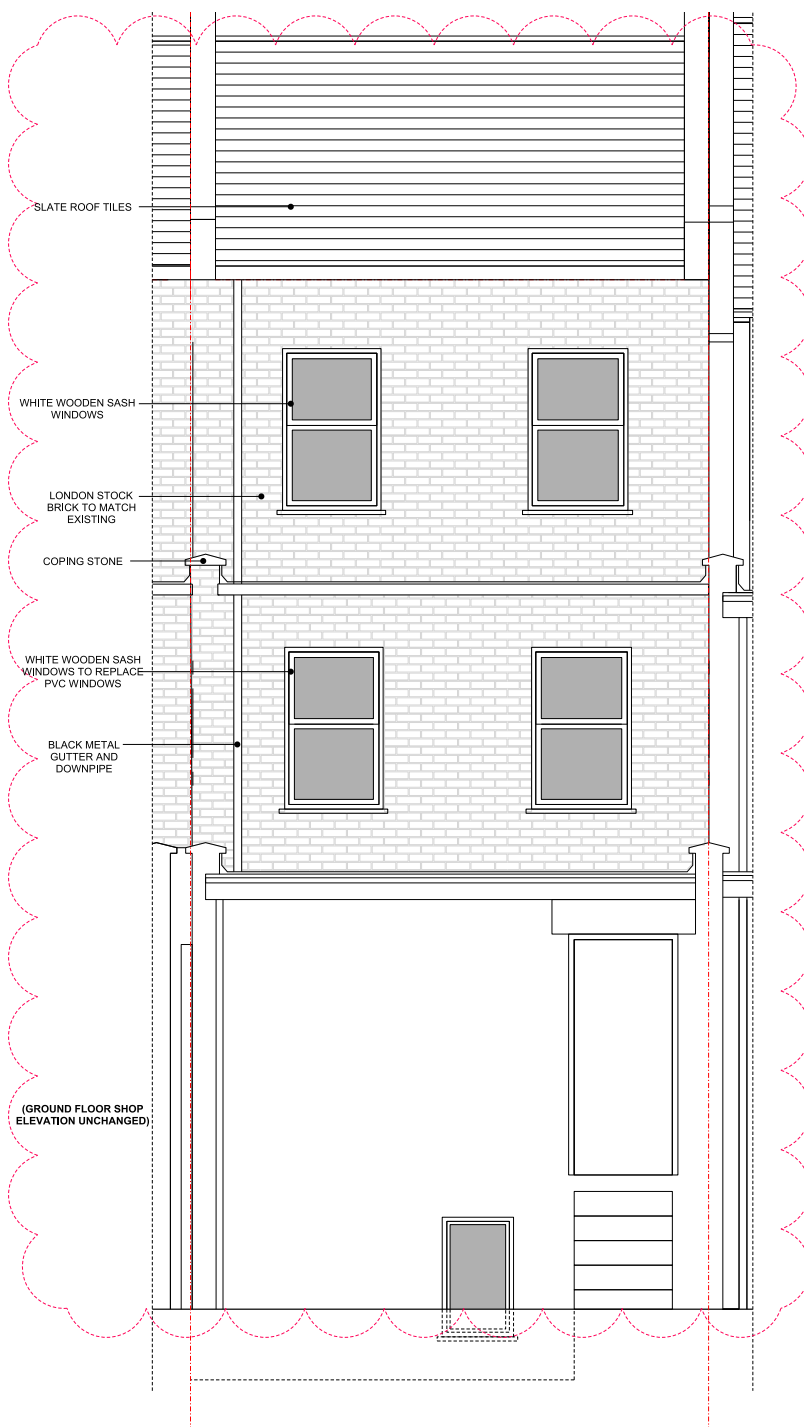 SLATE ROOF TILES
WHITE WOODEN SASH
WINDOWS
LONDON STOCK
BRICK TO MATCH
EXISTING
COPING STONE
WHITE WOODEN SASH
WINDOWS TO REPLACE
PVC WINDOWS
BLACK METAL
GUTTER AND
DOWNPIPE
(GROUND FLOOR SHOP
ELEVATION UNCHANGED)